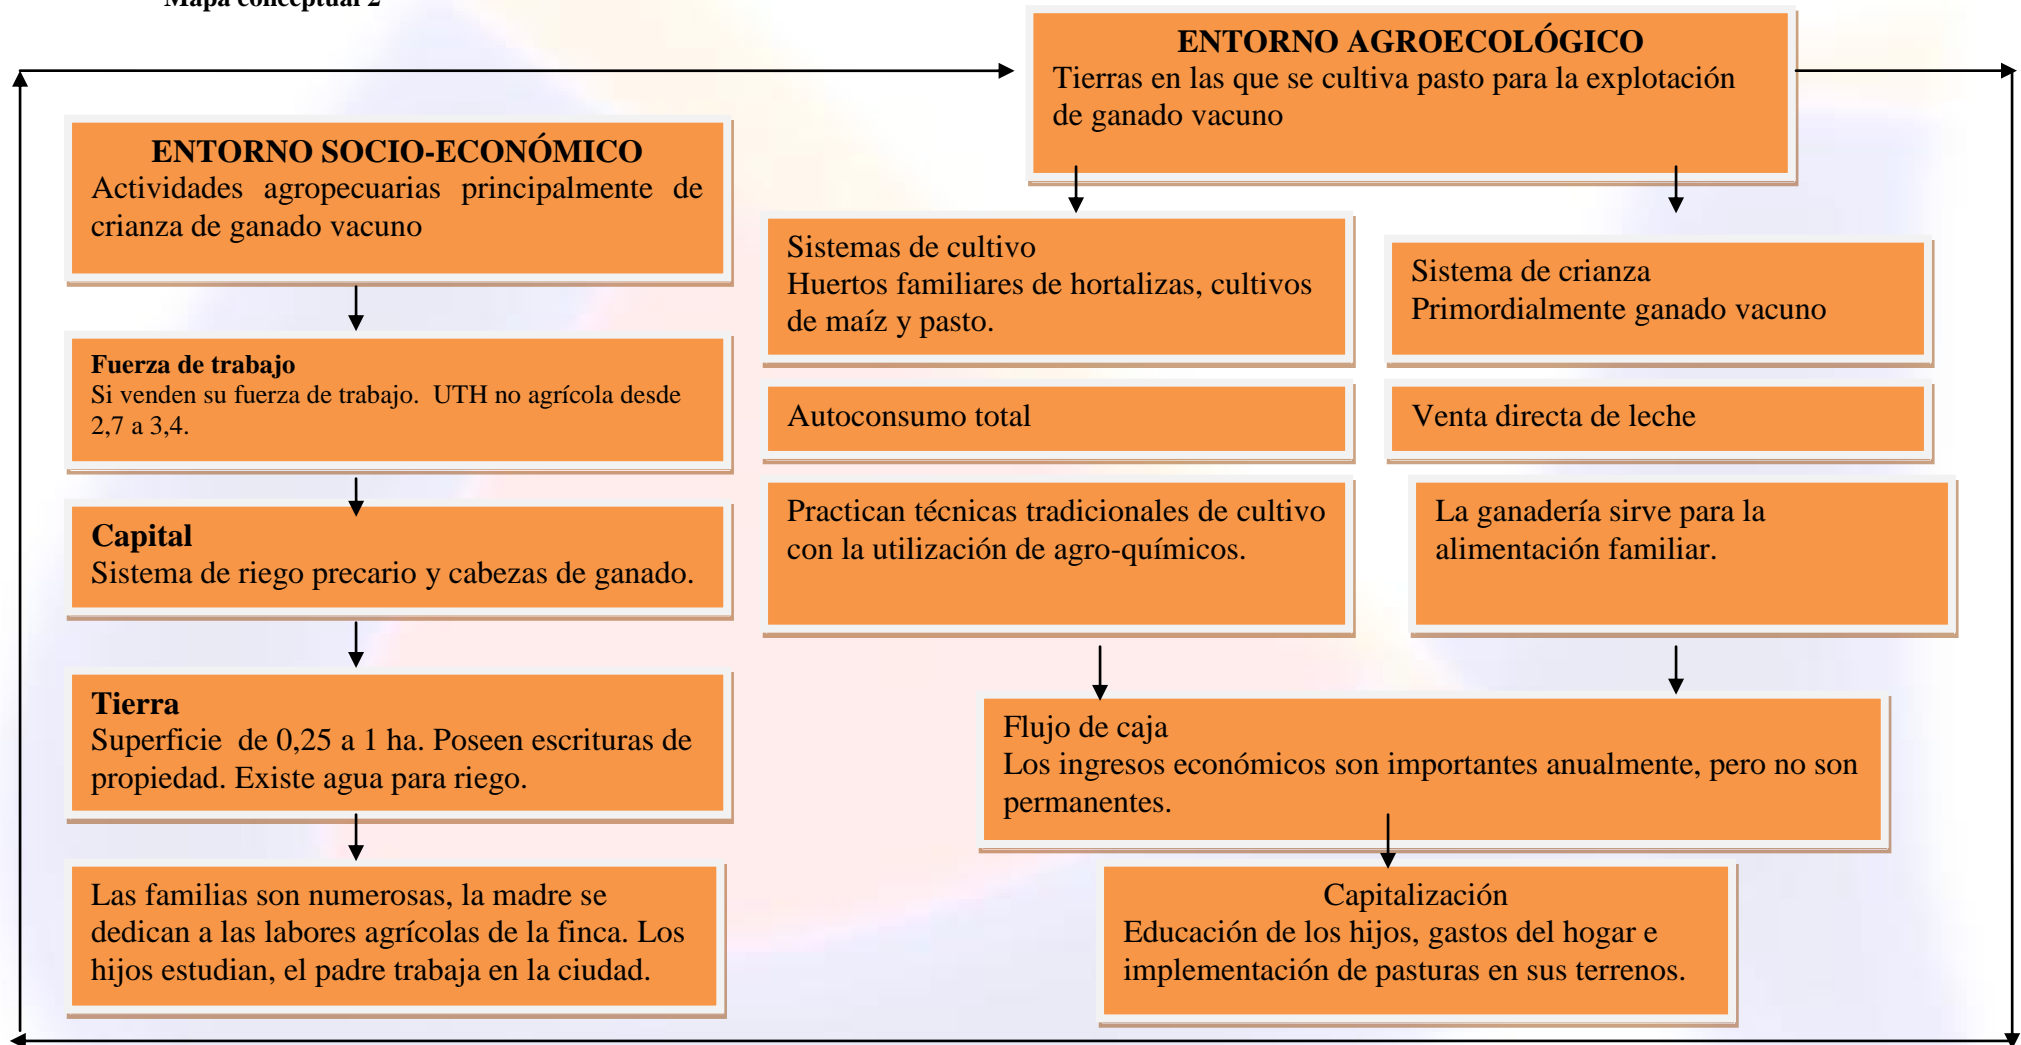 Mapa conceptual 2
ENTORNO AGROECOLÓGICO
Tierras en las que se cultiva pasto para la explotación
de ganado vacuno
ENTORNO SOCIO-ECONÓMICO
Actividades agropecuarias principalmente de
crianza de ganado vacuno
Fuerza de trabajo
Si venden su fuerza de trabajo. UTH no agrícola desde
2,7 a 3,4.
Capital
Sistema de riego precario y cabezas de ganado.
Tierra
Superficie de 0,25 a 1 ha. Poseen escrituras de
propiedad. Existe agua para riego.
Las familias son numerosas, la madre se
dedican a las labores agrícolas de la finca. Los
hijos estudian, el padre trabaja en la ciudad.
Sistemas de cultivo
Huertos familiares de hortalizas, cultivos
de maíz y pasto.
Autoconsumo total
Practican técnicas tradicionales de cultivo
con la utilización de agro-químicos.
Sistema de crianza
Primordialmente ganado vacuno
Venta directa de leche
La ganadería sirve para la
alimentación familiar.
Flujo de caja
Los ingresos económicos son importantes anualmente, pero no son
permanentes.
Capitalización
Educación de los hijos, gastos del hogar e
implementación de pasturas en sus terrenos.